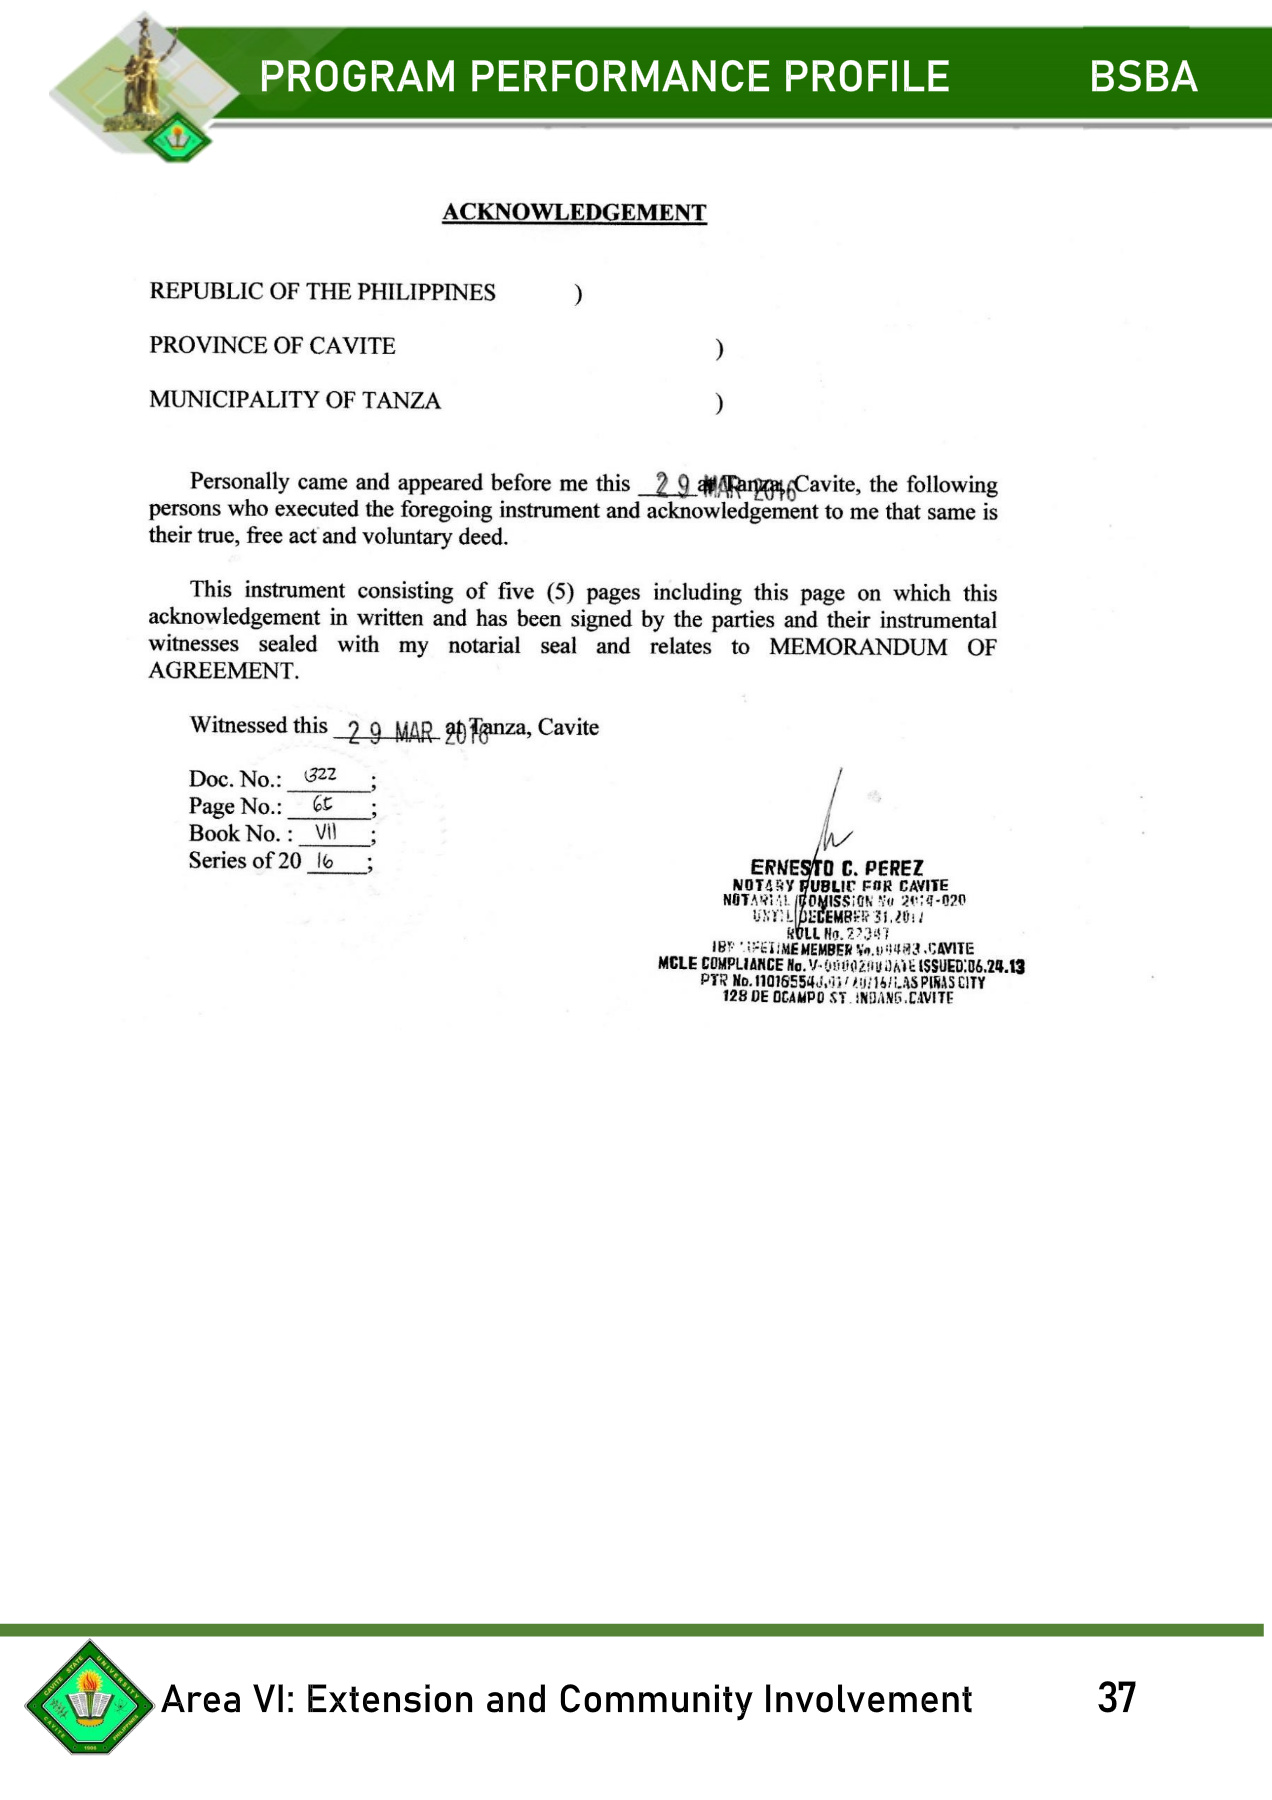 PROGRAM PERFORMANCE PROFILE BSBA
ACKNOWLEDGEMENT
REPUBLIC OF THE PHILIPPINES )
PROVINCE OF CAVITE )
MUNICIPALITY OF TANZA )
Personally came and appeared before me this 29 MAR 2016 at Tanza, Cavite, the following
persons who executed the foregoing instrument and acknowledgement to me that same is
their true, free act and voluntary deed.
This instrument consisting of five (5) pages including this page on which this
acknowledgement in written and has been signed by the parties and their instrumental
witnesses sealed with my notarial seal and relates to MEMORANDUM OF
AGREEMENT.
Witnessed this 29 MAR 2016 at Tanza, Cavite
Doc. No.: 322 ;
Page No.: 65 ;
Book No. : VII ;
Series of 20 16 ;
ERNESTO C. PEREZ
NOTARY PUBLIC FOR CAVITE
NOTARIAL COMISSION No 2014-020
UNTIL DECEMBER 31, 2017
ROLL No.
IBP LIFETIME MEMBER No. CAVITE
MCLE COMPLIANCE No. DATE ISSUED:06.24.13
PTR No. LAS PINAS CITY
128 DE OCAMPO ST. INDANG, CAVITE
CAVITE STATE UNIVERSITY
CAVITE PHILIPPINES
1906
Area VI: Extension and Community Involvement 37